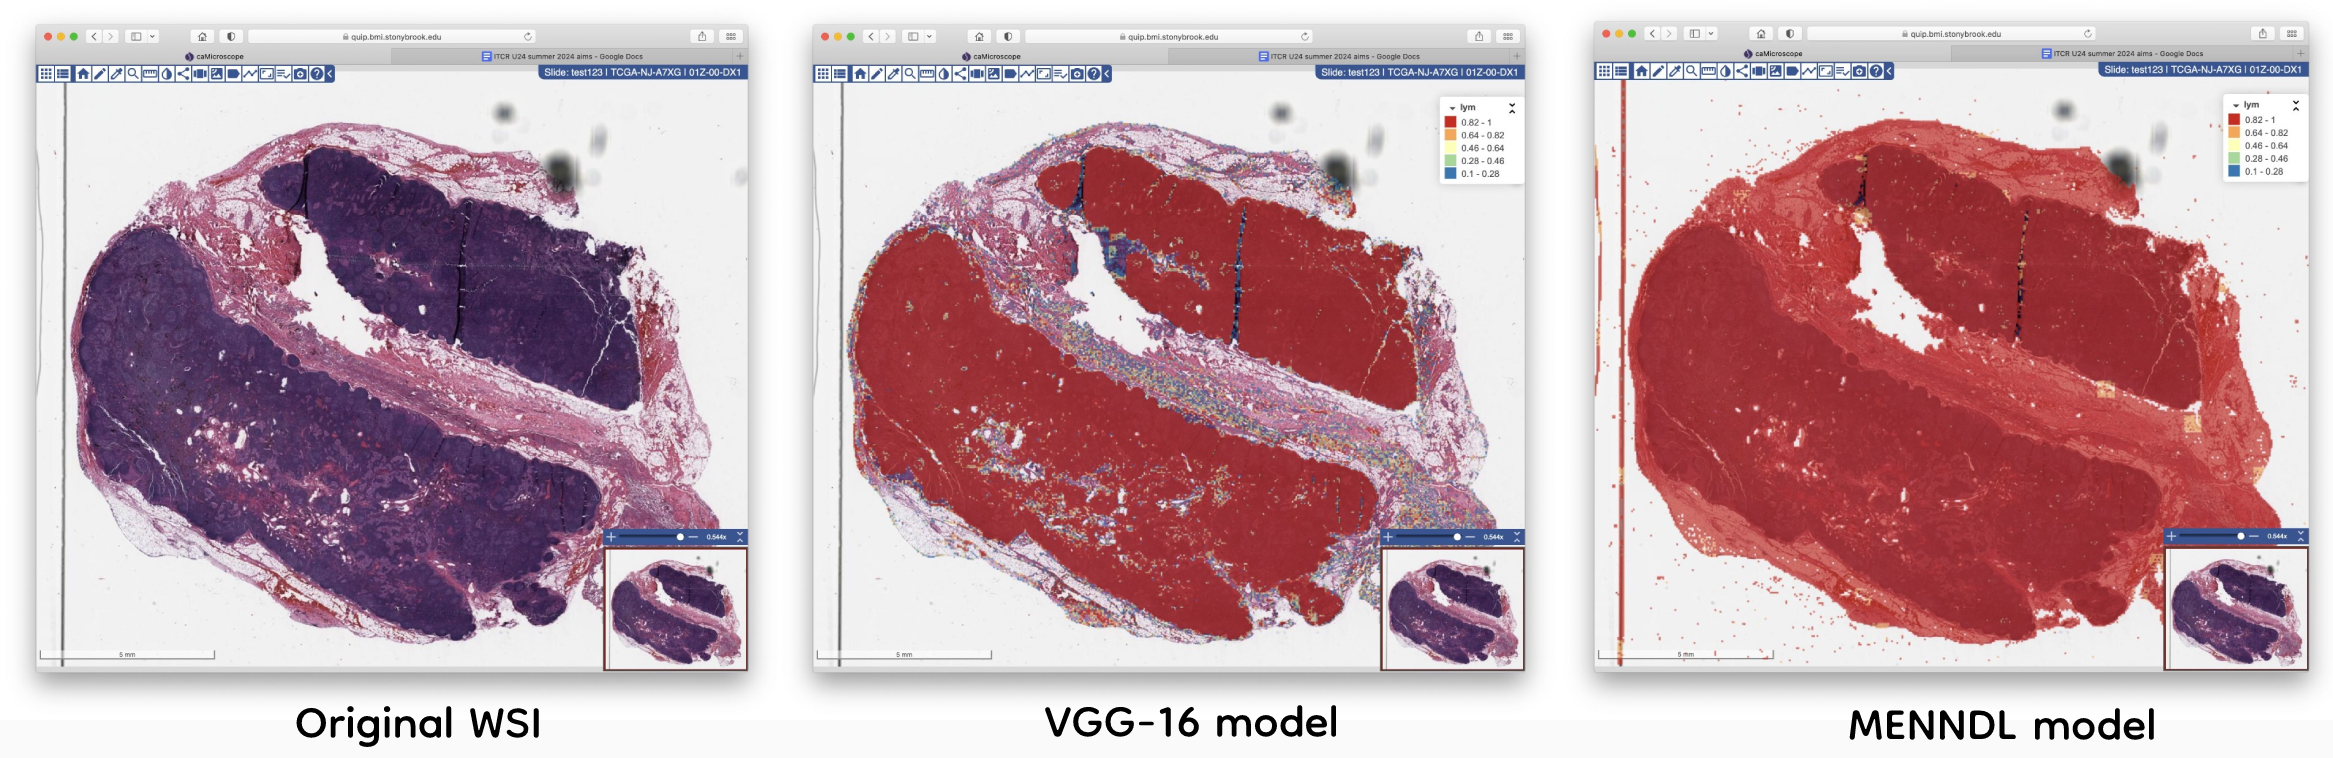 quip.bmi.stonybrook.edu
caMicroscope
ITCR U24 summer 2024 aims - Google Docs
Slide: test123 | TCGA-NJ-A7XG | 01Z-00-DX1
0.544x
5 mm
Original WSI
quip.bmi.stonybrook.edu
caMicroscope
ITCR U24 summer 2024 aims - Google Docs
Slide: test123 | TCGA-NJ-A7XG | 01Z-00-DX1
lym
0.82 - 1
0.64 - 0.82
0.46 - 0.64
0.28 - 0.46
0.1 - 0.28
0.544x
5 mm
VGG-16 model
quip.bmi.stonybrook.edu
caMicroscope
ITCR U24 summer 2024 aims - Google Docs
Slide: test123 | TCGA-NJ-A7XG | 01Z-00-DX1
lym
0.82 - 1
0.64 - 0.82
0.46 - 0.64
0.28 - 0.46
0.1 - 0.28
0.544x
5 mm
MENNDL model